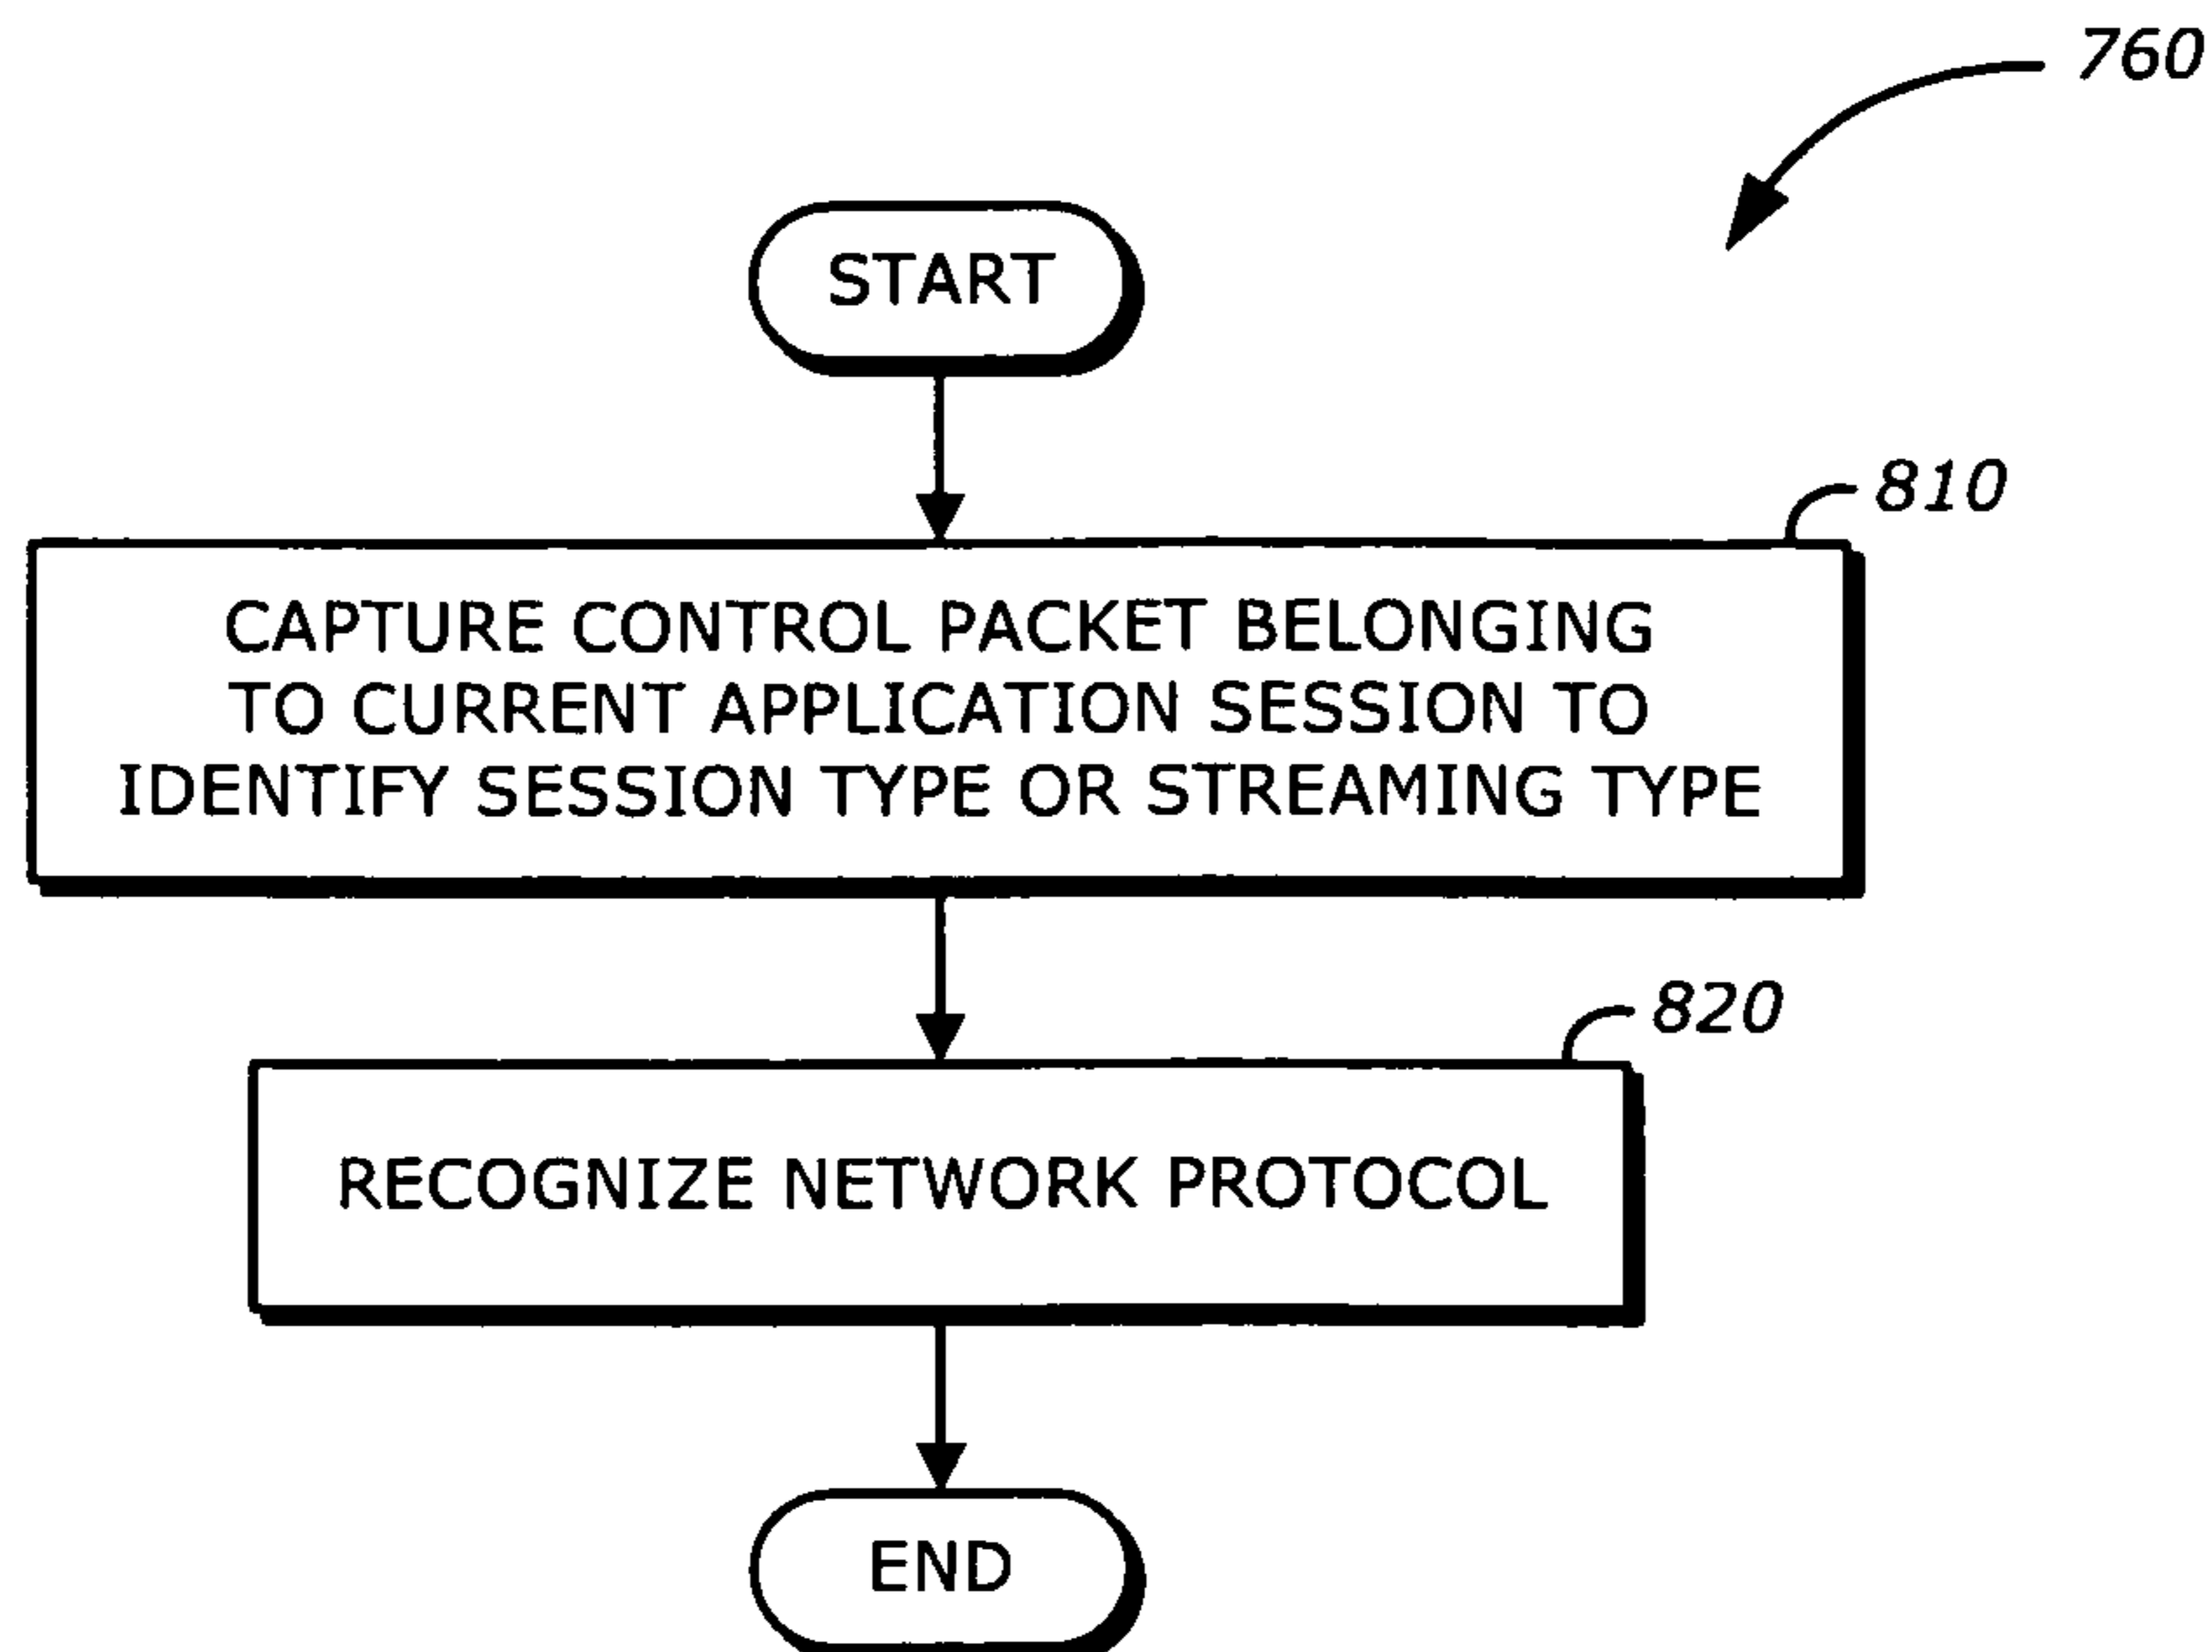 760
START
810
CAPTURE CONTROL PACKET BELONGING
TO CURRENT APPLICATION SESSION TO
IDENTIFY SESSION TYPE OR STREAMING TYPE
820
RECOGNIZE NETWORK PROTOCOL
END